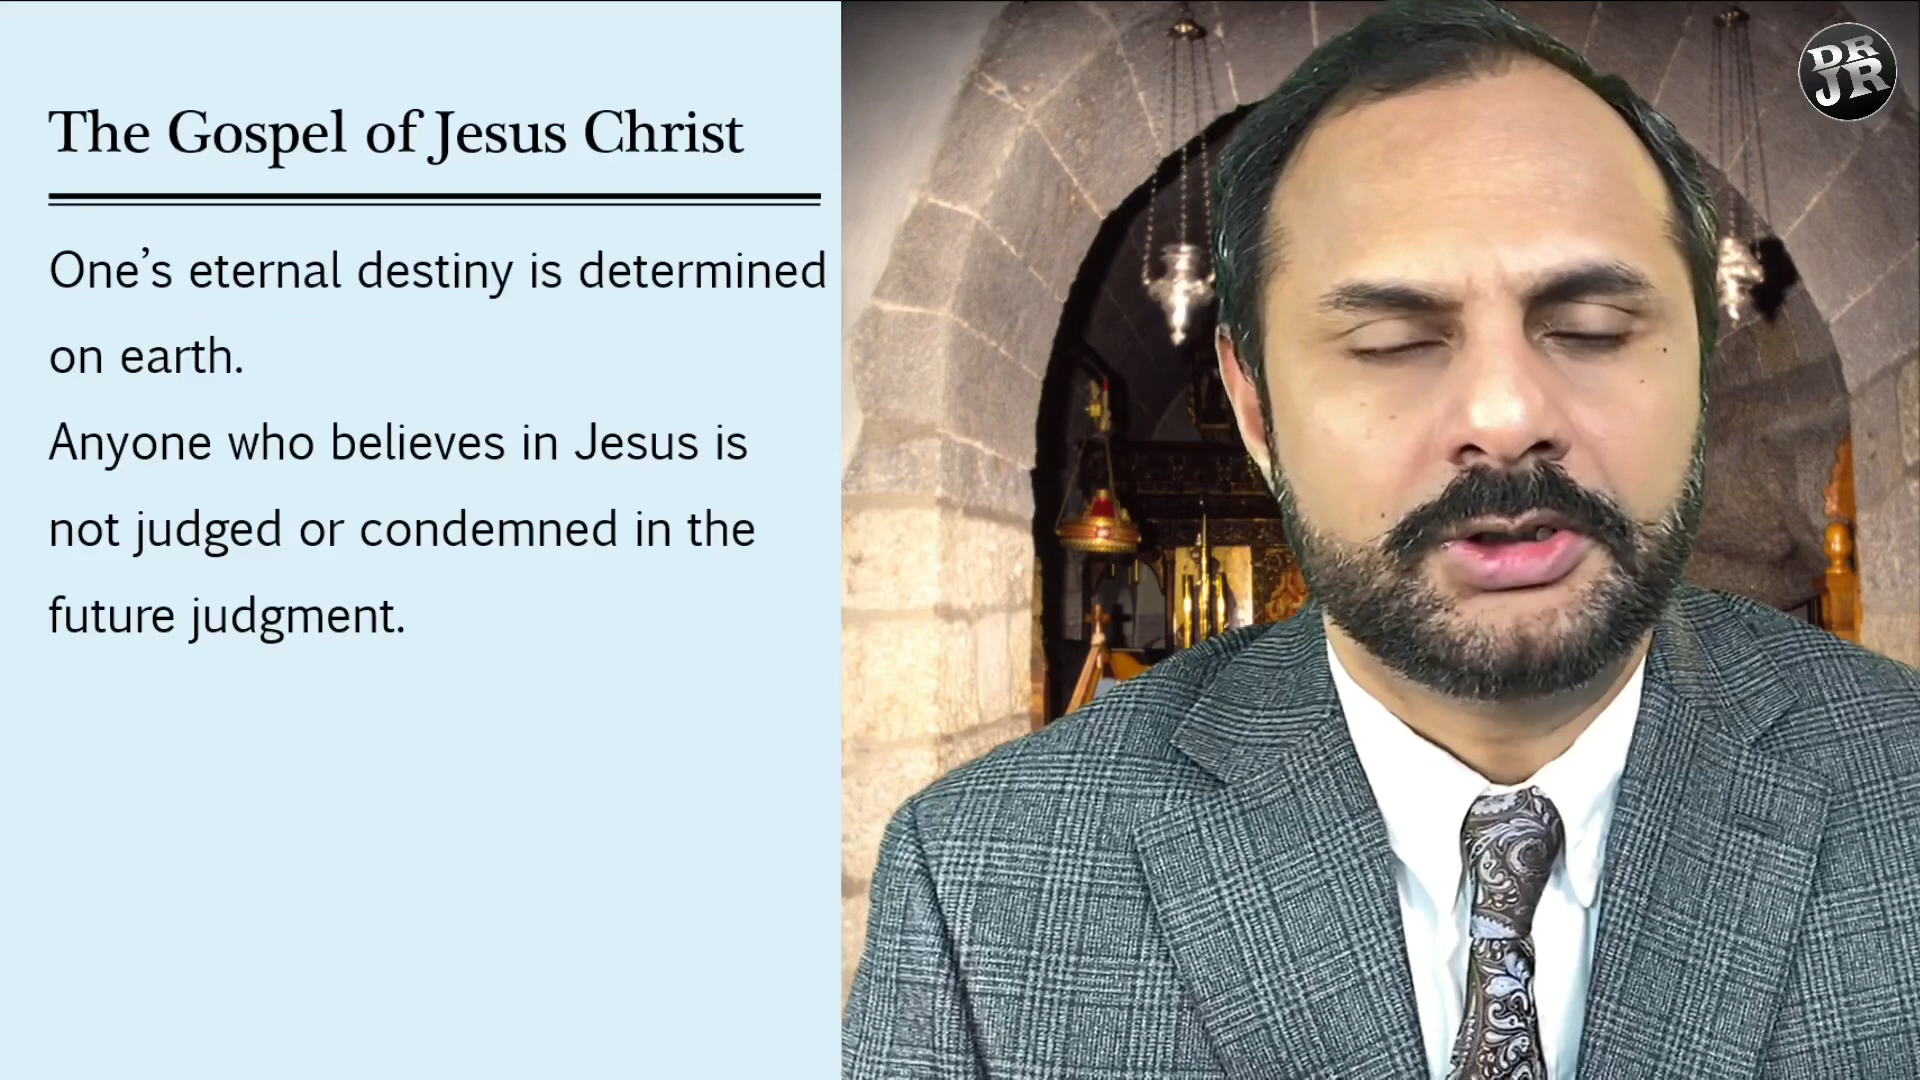 The Gospel of Jesus Christ
One’s eternal destiny is determined
on earth.
Anyone who believes in Jesus is
not judged or condemned in the
future judgment.
DR
JR